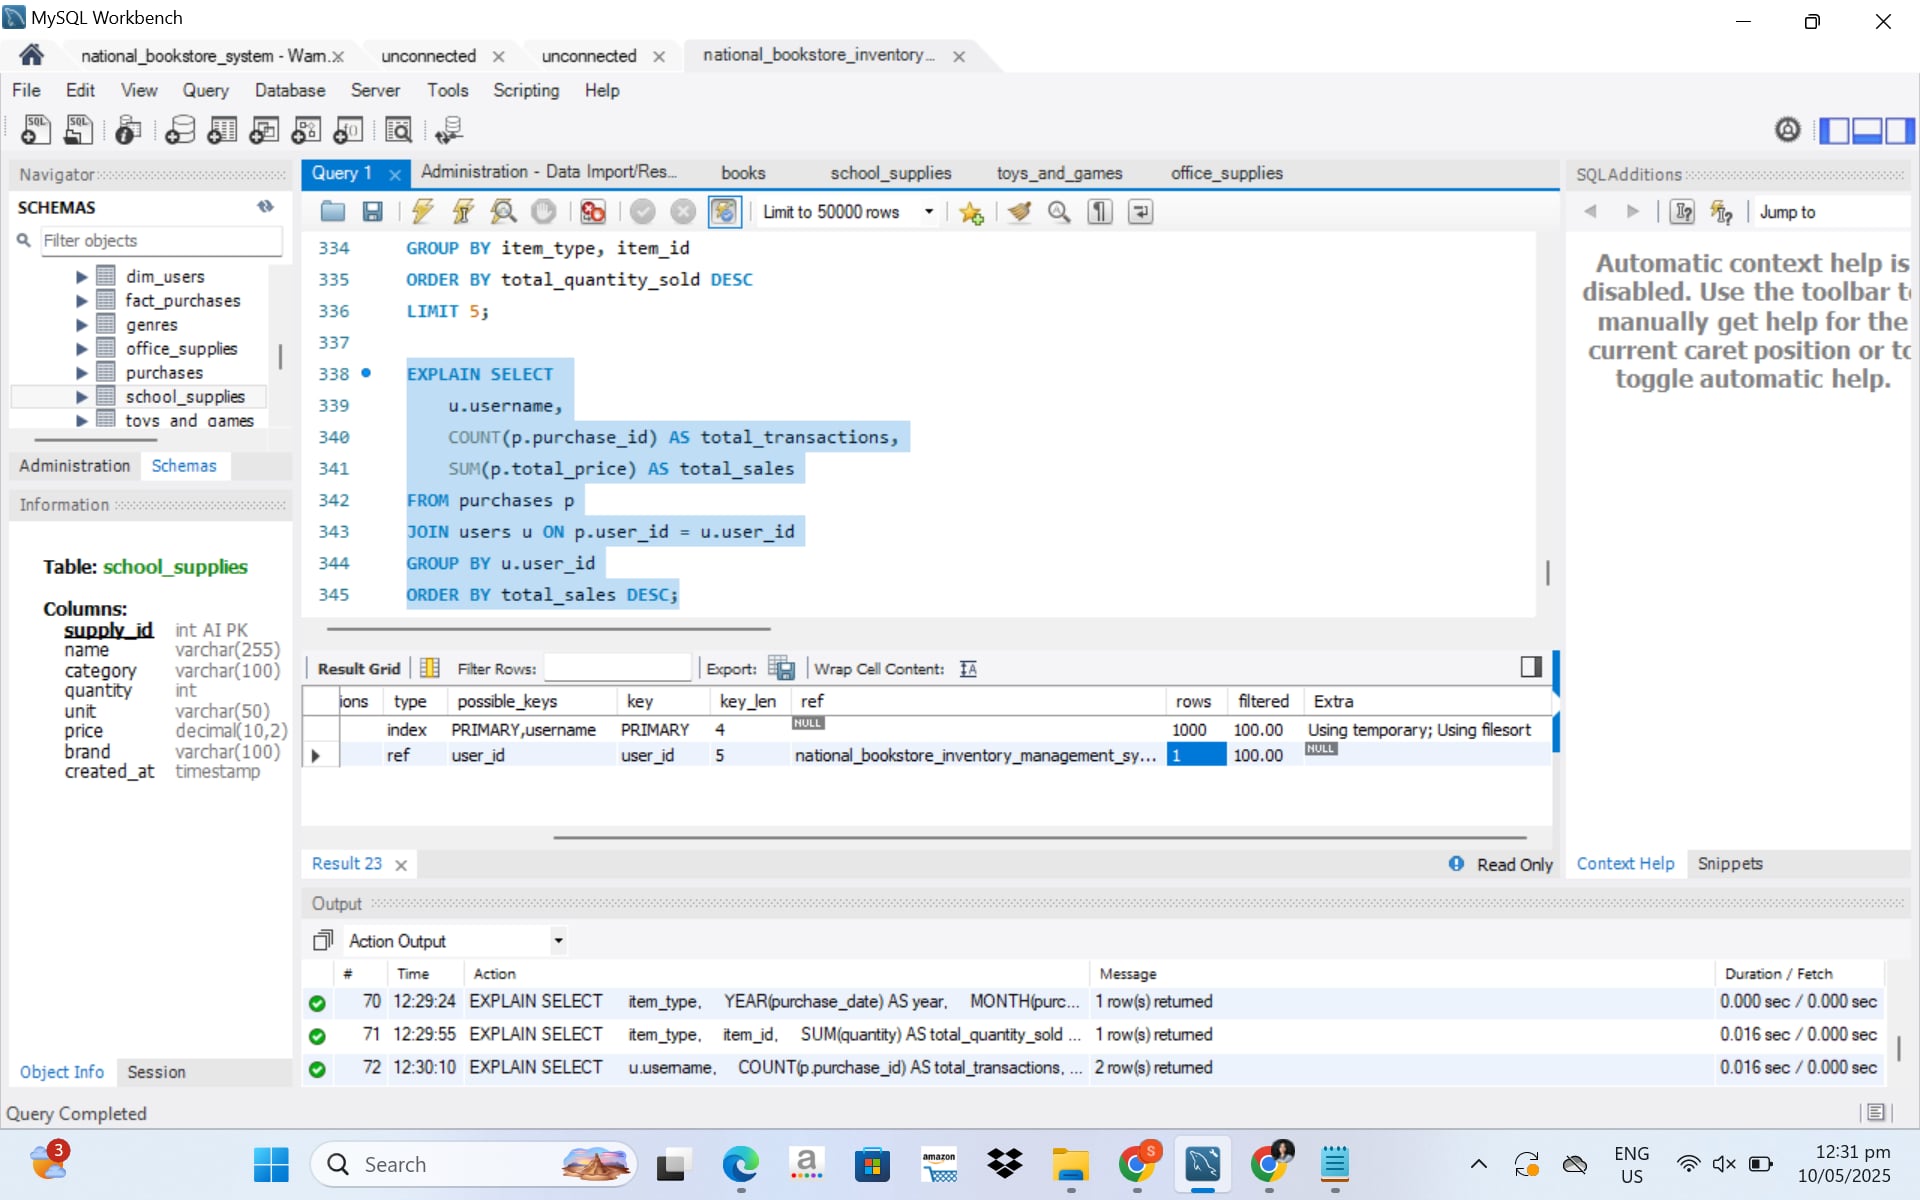 MySQL Workbench
national_bookstore_system - Warn.
unconnected
unconnected
national_bookstore_inventory...
File Edit View Query Database Server Tools Scripting Help
Navigator
SCHEMAS
Filter objects
dim_users
fact_purchases
genres
office_supplies
purchases
school_supplies
toys_and_games
Administration Schemas
Information
Table: school_supplies
Columns:
supply_id int AI PK
name varchar(255)
category varchar(100)
quantity int
unit varchar(50)
price decimal(10,2)
brand varchar(100)
created_at timestamp
Object Info Session
Query 1
Administration - Data Import/Res...
books
school_supplies
toys_and_games
office_supplies
Limit to 50000 rows
334 GROUP BY item_type, item_id
335 ORDER BY total_quantity_sold DESC
336 LIMIT 5;
337
338 EXPLAIN SELECT
339 u.username,
340 COUNT(p.purchase_id) AS total_transactions,
341 SUM(p.total_price) AS total_sales
342 FROM purchases p
343 JOIN users u ON p.user_id = u.user_id
344 GROUP BY u.user_id
345 ORDER BY total_sales DESC;
Result Grid Filter Rows: Export: Wrap Cell Content:
ions type possible_keys key key_len ref rows filtered Extra
index PRIMARY,username PRIMARY 4 NULL 1000 100.00 Using temporary; Using filesort
ref user_id user_id 5 national_bookstore_inventory_management_sy... 1 100.00 NULL
Result 23
Read Only
SQLAdditions
Jump to
Automatic context help is
disabled. Use the toolbar t
manually get help for the
current caret position or to
toggle automatic help.
Context Help Snippets
Output
Action Output
# Time Action Message Duration / Fetch
70 12:29:24 EXPLAIN SELECT item_type, YEAR(purchase_date) AS year, MONTH(purc... 1 row(s) returned 0.000 sec / 0.000 sec
71 12:29:55 EXPLAIN SELECT item_type, item_id, SUM(quantity) AS total_quantity_sold ... 1 row(s) returned 0.016 sec / 0.000 sec
72 12:30:10 EXPLAIN SELECT u.username, COUNT(p.purchase_id) AS total_transactions, ... 2 row(s) returned 0.016 sec / 0.000 sec
Query Completed
3
Search
amazon
S
ENG
US
12:31 pm
10/05/2025